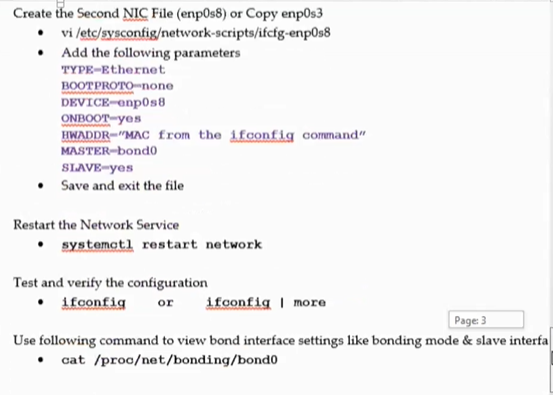 Create the Second NIC File (enp0s8) or Copy enp0s3
• vi /etc/sysconfig/network-scripts/ifcfg-enp0s8
• Add the following parameters
TYPE=Ethernet
BOOTPROTO=none
DEVICE=enp0s8
ONBOOT=yes
HWADDR="MAC from the ifconfig command"
MASTER=bond0
SLAVE=yes
• Save and exit the file
Restart the Network Service
• systemctl restart network
Test and verify the configuration
• ifconfig or ifconfig | more
Page: 3
Use following command to view bond interface settings like bonding mode & slave interfa
• cat /proc/net/bonding/bond0